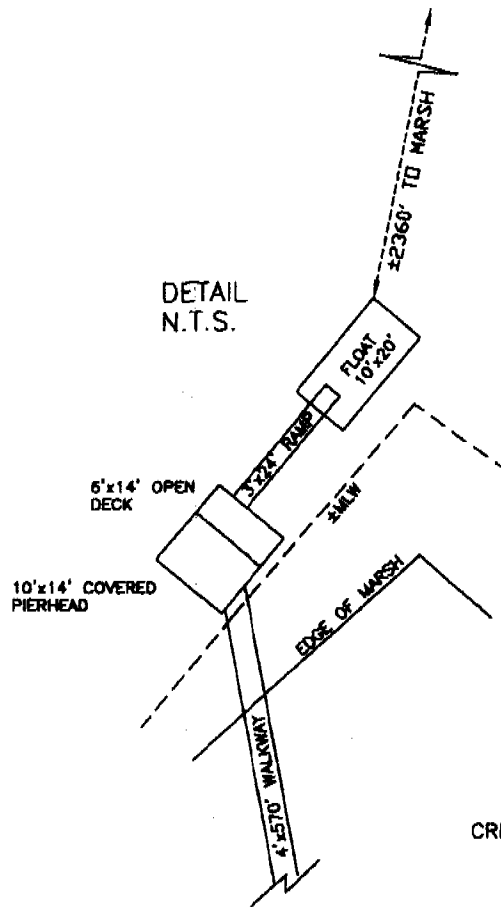 ±2360' TO MARSH
DETAIL
N.T.S.
FLOAT
10'x20'
3'x24' RAMP
6'x14' OPEN
DECK
±MLW
10'x14' COVERED
PIERHEAD
EDGE OF MARSH
4'x570' WALKWAY